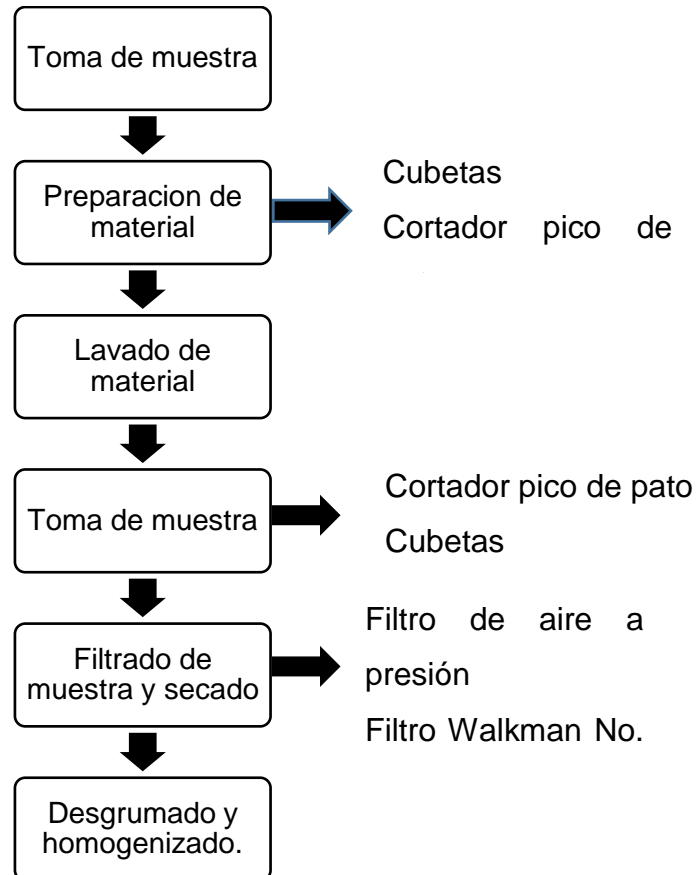 Toma de muestra
Preparacion de
material
Cubetas
Cortador pico de
Lavado de
material
Toma de muestra
Cortador pico de pato
Cubetas
Filtrado de
muestra y secado
Filtro de aire a
presión
Filtro Walkman No.
Desgrumado y
homogenizado.